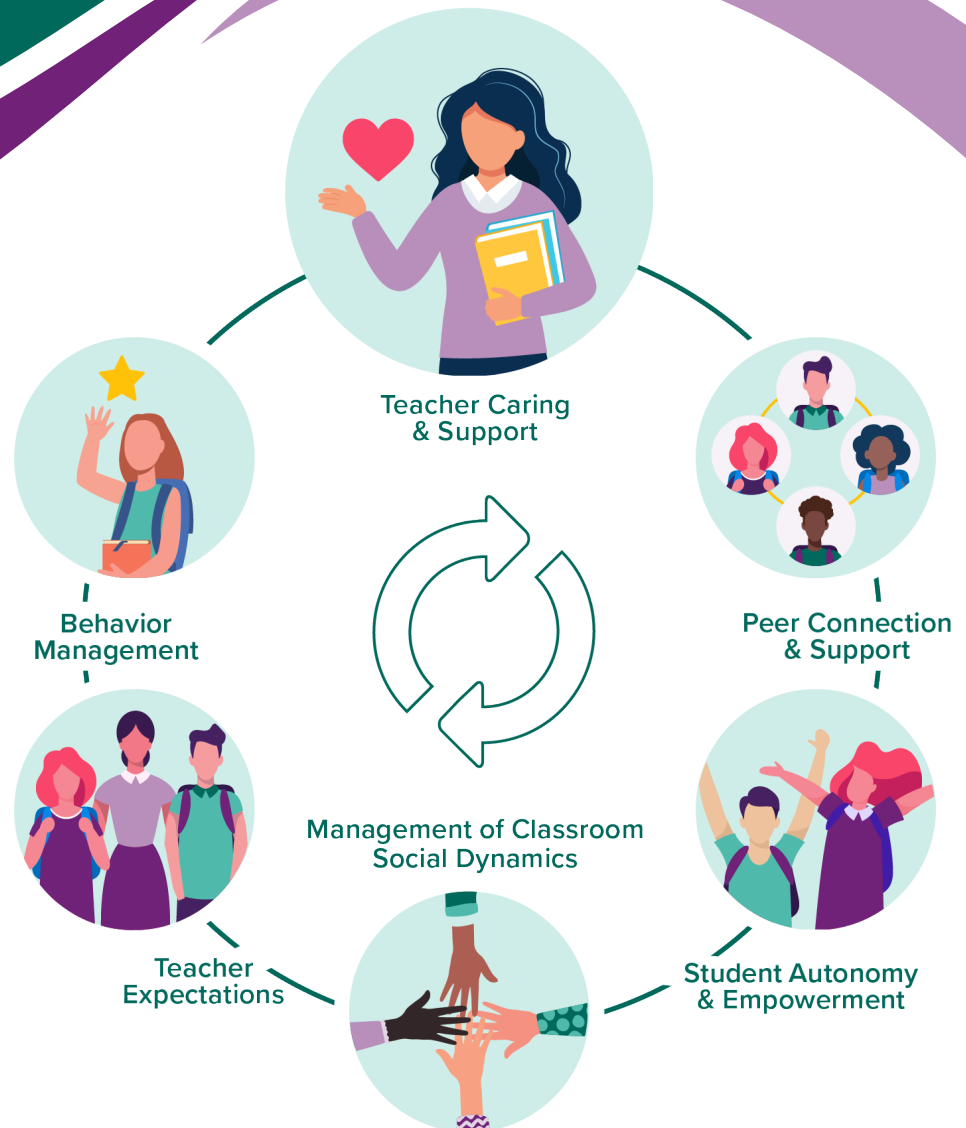 Teacher Caring
& Support
Behavior
Management
Peer Connection
& Support
Management of Classroom
Social Dynamics
Teacher
Expectations
Student Autonomy
& Empowerment